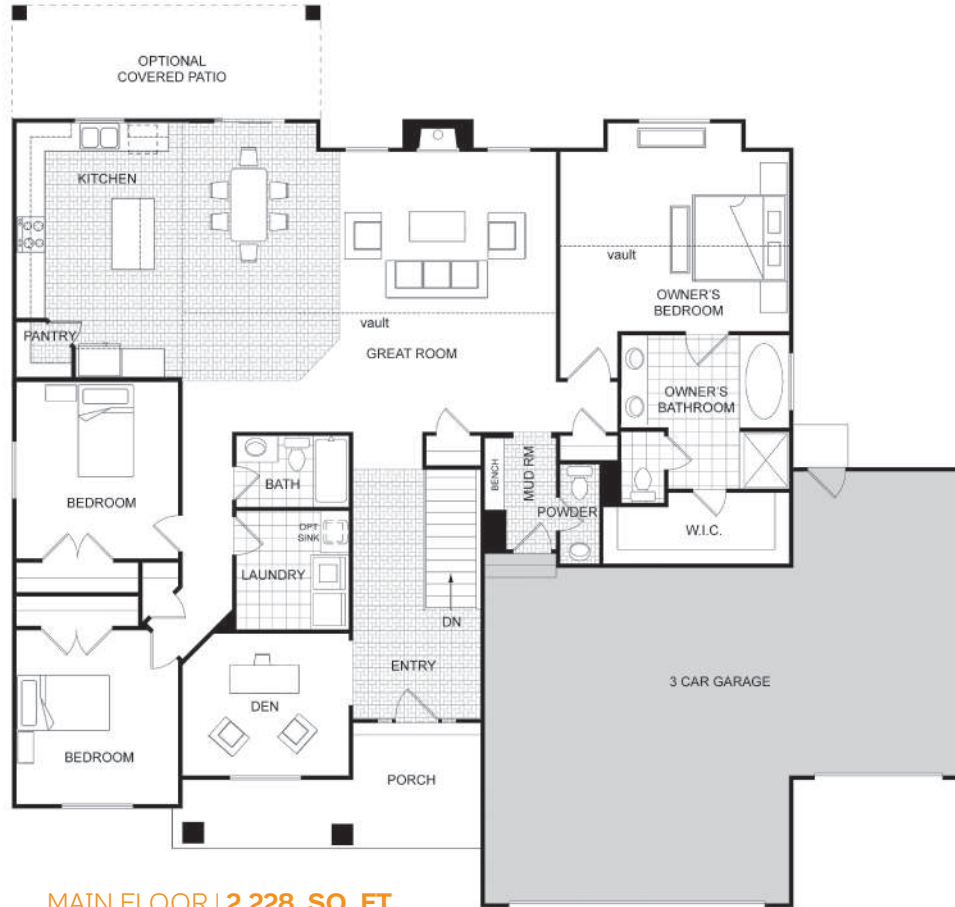 OPTIONAL
COVERED PATIO
KITCHEN
vault
OWNER'S
BEDROOM
vault
PANTRY
GREAT ROOM
OWNER'S
BATHROOM
BENCH
MUD RM
BATH
BEDROOM
POWDER
OPT
SINK
W.I.C.
LAUNDRY
DN
ENTRY
3 CAR GARAGE
DEN
BEDROOM
PORCH
MAIN FLOOR | 2,228 SQ. FT.